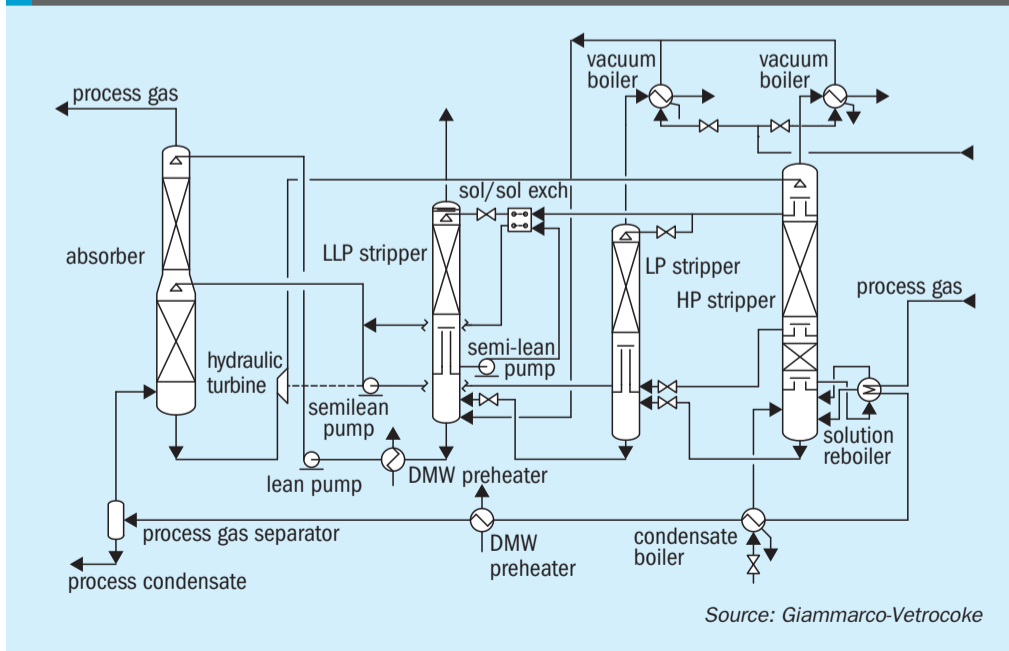 vacuum
boiler
vacuum
boiler
process gas
sol/sol exch
absorber
LLP stripper
LP stripper
HP stripper
process gas
hydraulic
turbine
semi-lean
pump
semilean
pump
solution
reboiler
lean pump
DMW preheater
process gas separator
DMW
preheater
condensate
boiler
process condensate
Source: Giammarco-Vetrocoke